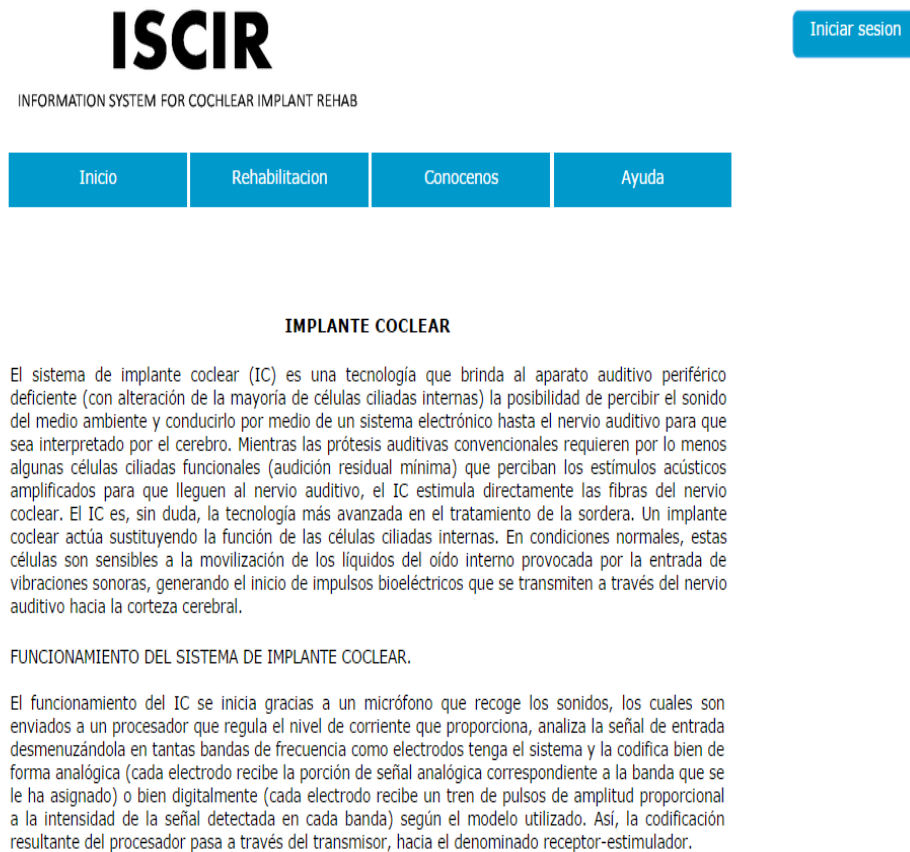 ISCIR
Iniciar sesion
INFORMATION SYSTEM FOR COCHLEAR IMPLANT REHAB
Inicio Rehabilitacion Conocenos Ayuda
IMPLANTE COCLEAR
El sistema de implante coclear (IC) es una tecnología que brinda al aparato auditivo periférico
deficiente (con alteración de la mayoría de células ciliadas internas) la posibilidad de percibir el sonido
del medio ambiente y conducirlo por medio de un sistema electrónico hasta el nervio auditivo para que
sea interpretado por el cerebro. Mientras las prótesis auditivas convencionales requieren por lo menos
algunas células ciliadas funcionales (audición residual mínima) que perciban los estímulos acústicos
amplificados para que lleguen al nervio auditivo, el IC estimula directamente las fibras del nervio
coclear. El IC es, sin duda, la tecnología más avanzada en el tratamiento de la sordera. Un implante
coclear actúa sustituyendo la función de las células ciliadas internas. En condiciones normales, estas
células son sensibles a la movilización de los líquidos del oído interno provocada por la entrada de
vibraciones sonoras, generando el inicio de impulsos bioeléctricos que se transmiten a través del nervio
auditivo hacia la corteza cerebral.
FUNCIONAMIENTO DEL SISTEMA DE IMPLANTE COCLEAR.
El funcionamiento del IC se inicia gracias a un micrófono que recoge los sonidos, los cuales son
enviados a un procesador que regula el nivel de corriente que proporciona, analiza la señal de entrada
desmenuzándola en tantas bandas de frecuencia como electrodos tenga el sistema y la codifica bien de
forma analógica (cada electrodo recibe la porción de señal analógica correspondiente a la banda que se
le ha asignado) o bien digitalmente (cada electrodo recibe un tren de pulsos de amplitud proporcional
a la intensidad de la señal detectada en cada banda) según el modelo utilizado. Así, la codificación
resultante del procesador pasa a través del transmisor, hacia el denominado receptor-estimulador.